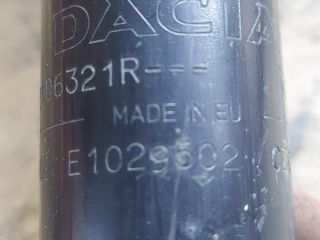 DACIA
06321R---
MADE IN EU
E1029502